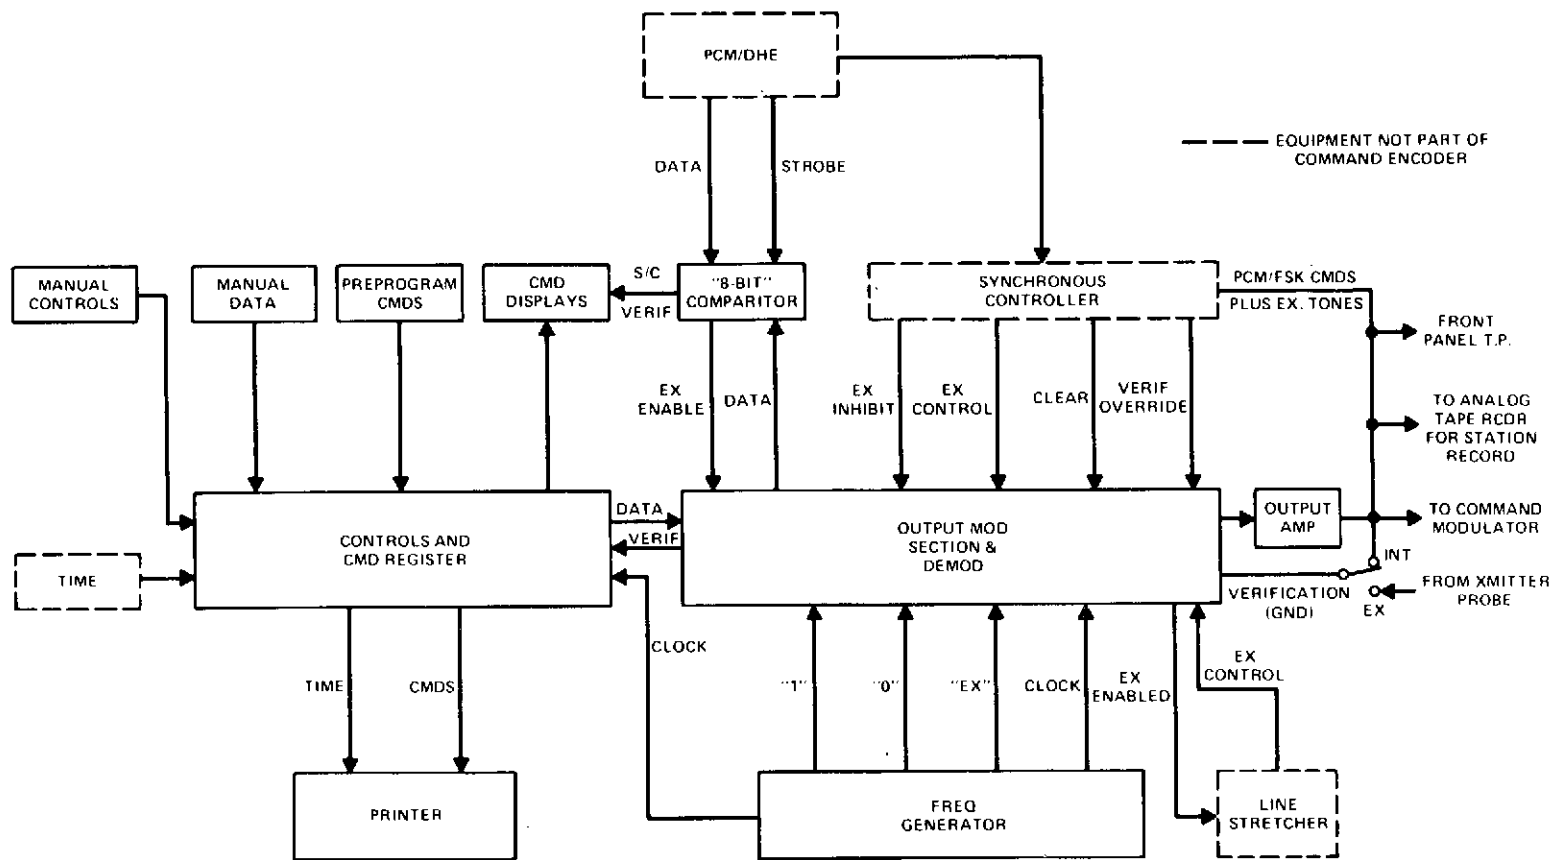 PCM/DHE
DATA
STROBE
EQUIPMENT NOT PART OF
COMMAND ENCODER
MANUAL
CONTROLS
MANUAL
DATA
PREPROGRAM
CMDS
CMD
DISPLAYS
S/C
VERIF
"8-BIT"
COMPARITOR
SYNCHRONOUS
CONTROLLER
PCM/FSK CMDS
PLUS EX. TONES
FRONT
PANEL T.P.
EX
ENABLE
DATA
EX
INHIBIT
EX
CONTROL
CLEAR
VERIF
OVERRIDE
TO ANALOG
TAPE RCDR
FOR STATION
RECORD
CONTROLS AND
CMD REGISTER
DATA
VERIF
OUTPUT MOD
SECTION &
DEMOD
OUTPUT
AMP
TO COMMAND
MODULATOR
INT
TIME
VERIFICATION
(GND)
EX
FROM XMITTER
PROBE
CLOCK
TIME
CMDS
"1"
"0"
"EX"
CLOCK
EX
ENABLED
EX
CONTROL
PRINTER
FREQ
GENERATOR
LINE
STRETCHER